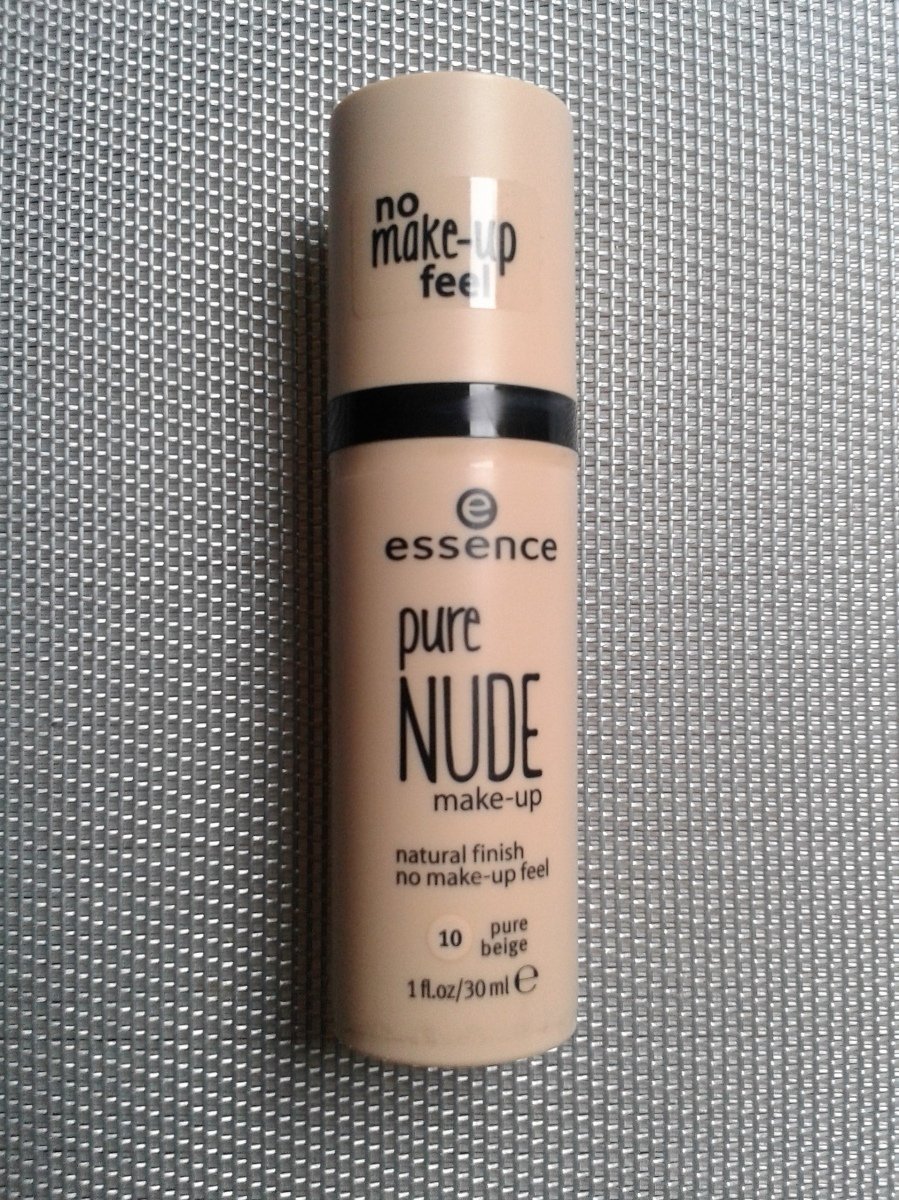 no
make-up
feel
e
essence
pure
NUDE
make-up
natural finish
no make-up feel
10 pure
beige
1 fl.oz/30 ml ℮